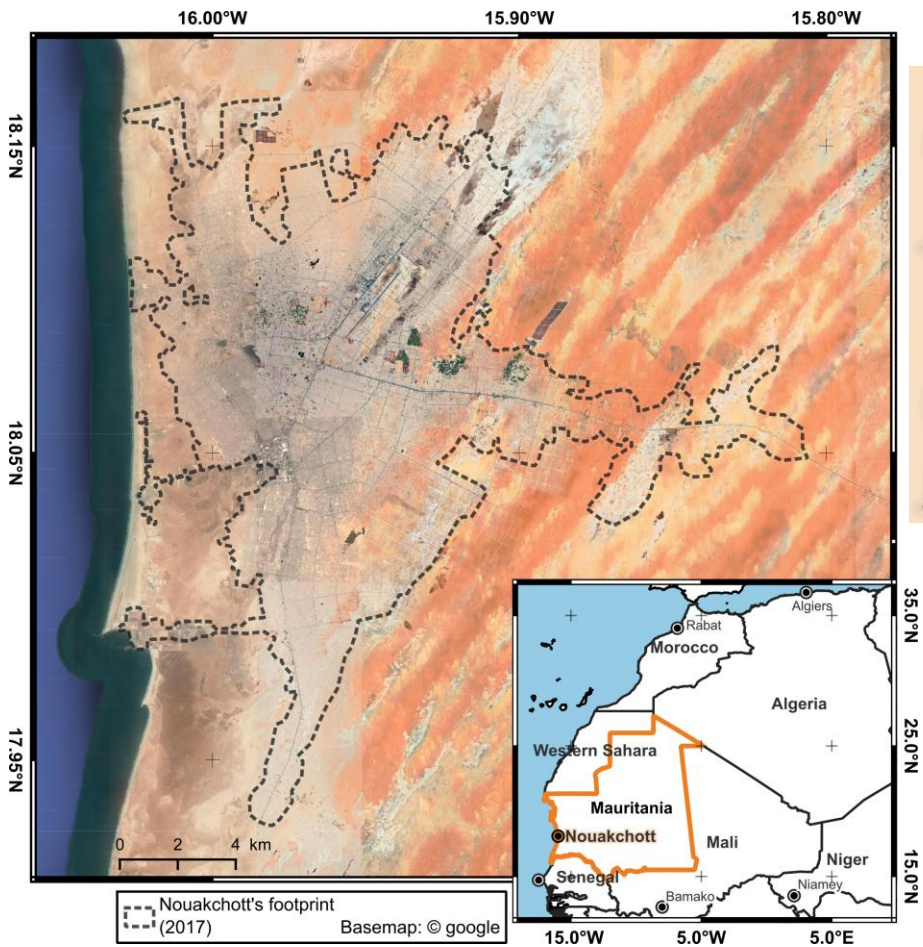 16.00°W 15.90°W 15.80°W
18.15°N
18.05°N
17.95°N
0 2 4 km
Nouakchott's footprint
(2017) Basemap: © google
Algiers
Rabat
Morocco
Algeria
Western Sahara
Mauritania
Nouakchott
Mali
Niger
Senegal
Niamey
Bamako
35.0°N
25.0°N
15.0°N
15.0°W 5.0°W 5.0°E